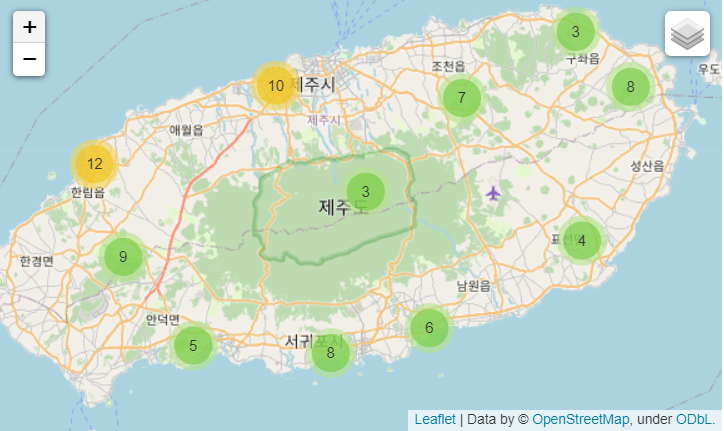 +
−
3
구좌읍
조천읍
우도
10
제주시
8
7
제주시
애월읍
12
성산읍
한림읍
3
제주도
4
표선면
9
한경면
남원읍
안덕면
6
5
서귀포시
8
Leaflet | Data by © OpenStreetMap, under ODbL.